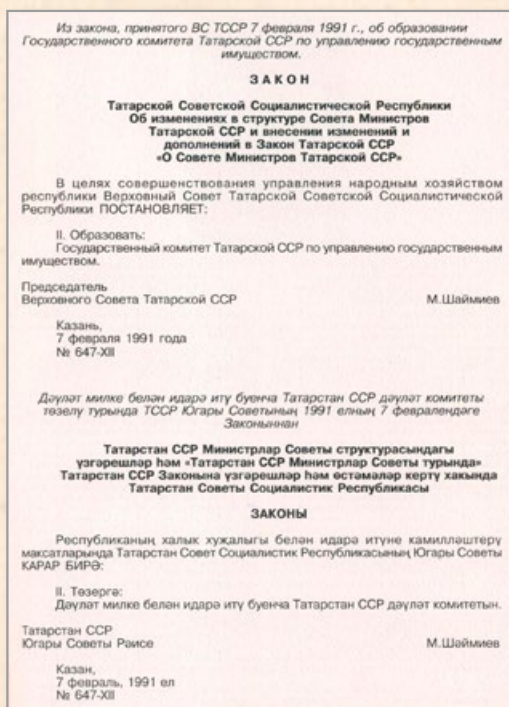 Из закона, принятого ВС ТССР 7 февраля 1991 г., об образовании
Государственного комитета Татарской ССР по управлению государственным
имуществом.
ЗАКОН
Татарской Советской Социалистической Республики
Об изменениях в структуре Совета Министров
Татарской ССР и внесении изменений и
дополнений в Закон Татарской ССР
«О Совете Министров Татарской ССР»
В целях совершенствования управления народным хозяйством
республики Верховный Совет Татарской Советской Социалистической
Республики ПОСТАНОВЛЯЕТ:
II. Образовать:
Государственный комитет Татарской ССР по управлению государственным
имуществом.
Председатель
Верховного Совета Татарской ССР М.Шаймиев
Казань,
7 февраля 1991 года
№ 647-XII
Дәүләт милке белән идарә итү буенча Татарстан ССР дәүләт комитеты
төзелү турында ТССР Югары Советының 1991 елның 7 февралендәге
Законыннан
Татарстан ССР Министрлар Советы структурасындагы
үзгәрешләр һәм «Татарстан ССР Министрлар Советы турында»
Татарстан ССР Законына үзгәрешләр һәм өстәмәләр кертү хакында
Татарстан Советы Социалистик Республикасы
ЗАКОНЫ
Республиканың халык хуҗалыгы белән идарә итүне камилләштерү
максатларында Татарстан Совет Социалистик Республикасының Югары Советы
КАРАР БИРӘ:
II. Төзергә:
Дәүләт милке белән идарә итү буенча Татарстан ССР дәүләт комитетын.
Татарстан ССР
Югары Советы Рәисе М.Шәймиев
Казан,
7 февраль, 1991 ел
№ 647-XII